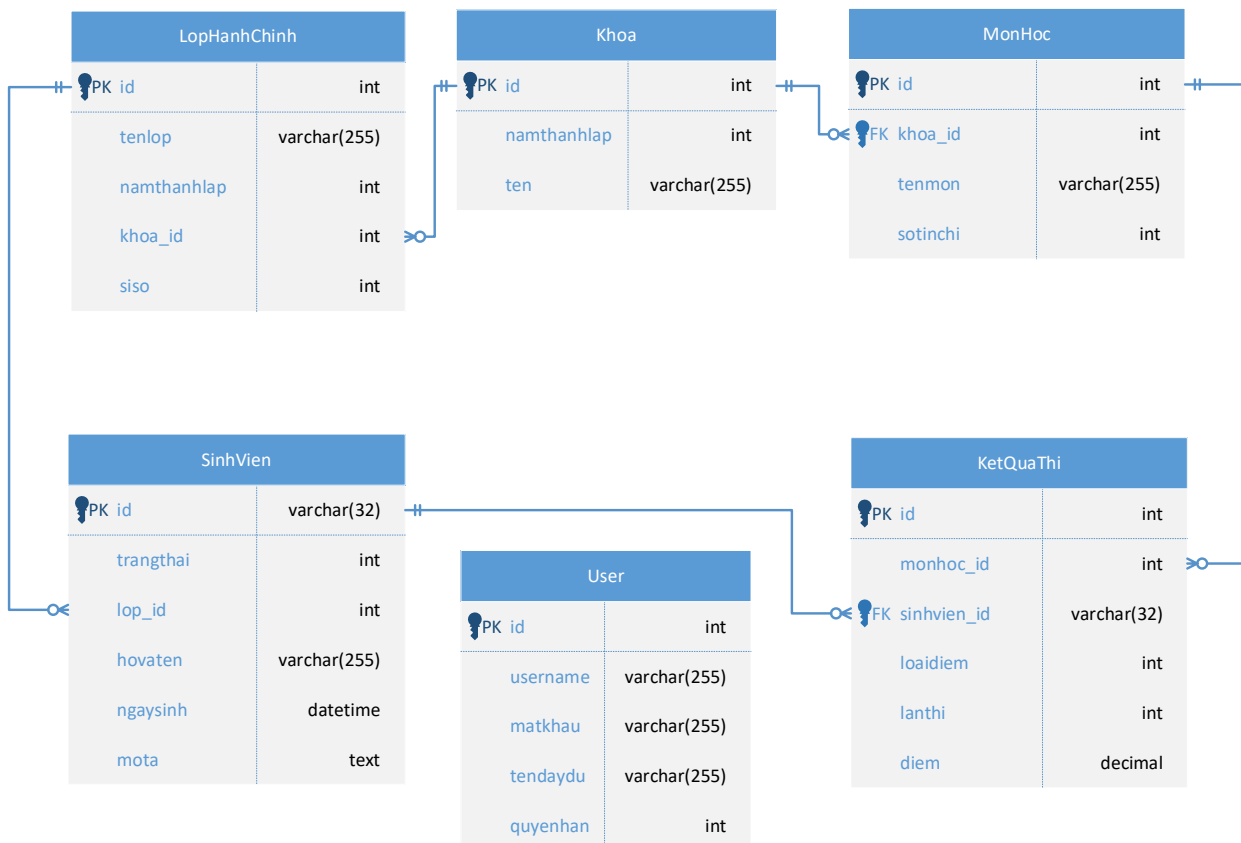 LopHanhChinh
PK id int
tenlop varchar(255)
namthanhlap int
khoa_id int
siso int
Khoa
PK id int
namthanhlap int
ten varchar(255)
MonHoc
PK id int
FK khoa_id int
tenmon varchar(255)
sotinchi int
SinhVien
PK id varchar(32)
trangthai int
lop_id int
hovaten varchar(255)
ngaysinh datetime
mota text
User
PK id int
username varchar(255)
matkhau varchar(255)
tendaydu varchar(255)
quyenhan int
KetQuaThi
PK id int
monhoc_id int
FK sinhvien_id varchar(32)
loaidiem int
lanthi int
diem decimal